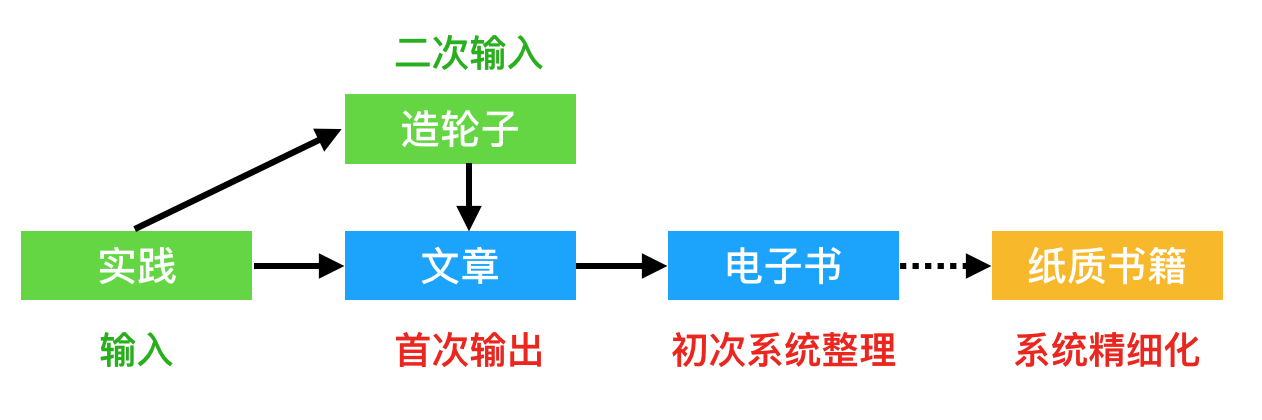 二次输入
造轮子
实践
文章
电子书
纸质书籍
输入
首次输出
初次系统整理
系统精细化